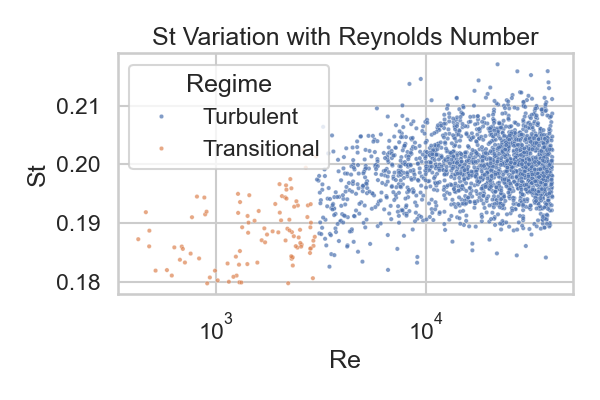 St Variation with Reynolds Number
Regime
Turbulent
Transitional
0.21
0.20
0.19
0.18
St
10^3
10^4
Re